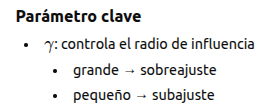 Parámetro clave
• γ: controla el radio de influencia
• grande → sobreajuste
• pequeño → subajuste